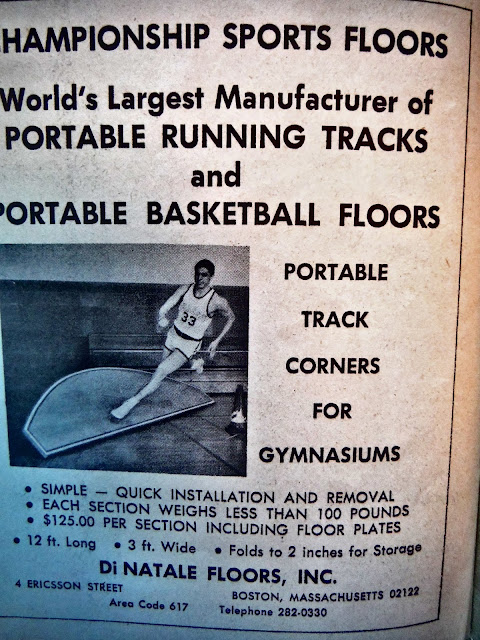 HAMPIONSHIP SPORTS FLOORS
World's Largest Manufacturer of
PORTABLE RUNNING TRACKS
and
PORTABLE BASKETBALL FLOORS
33
PORTABLE
TRACK
CORNERS
FOR
GYMNASIUMS
• SIMPLE — QUICK INSTALLATION AND REMOVAL
• EACH SECTION WEIGHS LESS THAN 100 POUNDS
• $125.00 PER SECTION INCLUDING FLOOR PLATES
• 12 ft. Long • 3 ft. Wide • Folds to 2 inches for Storage
Di NATALE FLOORS, INC.
4 ERICSSON STREET BOSTON, MASSACHUSETTS 02122
Area Code 617 Telephone 282-0330